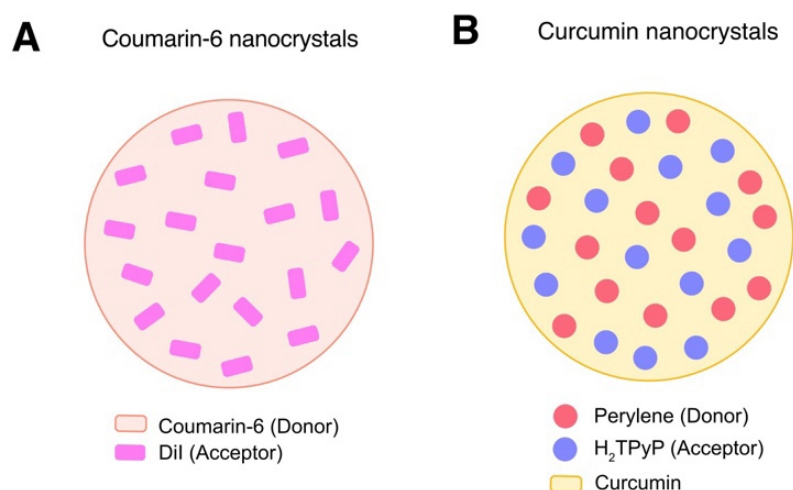 A
Coumarin-6 nanocrystals
Coumarin-6 (Donor)
DiI (Acceptor)
B
Curcumin nanocrystals
Perylene (Donor)
H₂TPyP (Acceptor)
Curcumin